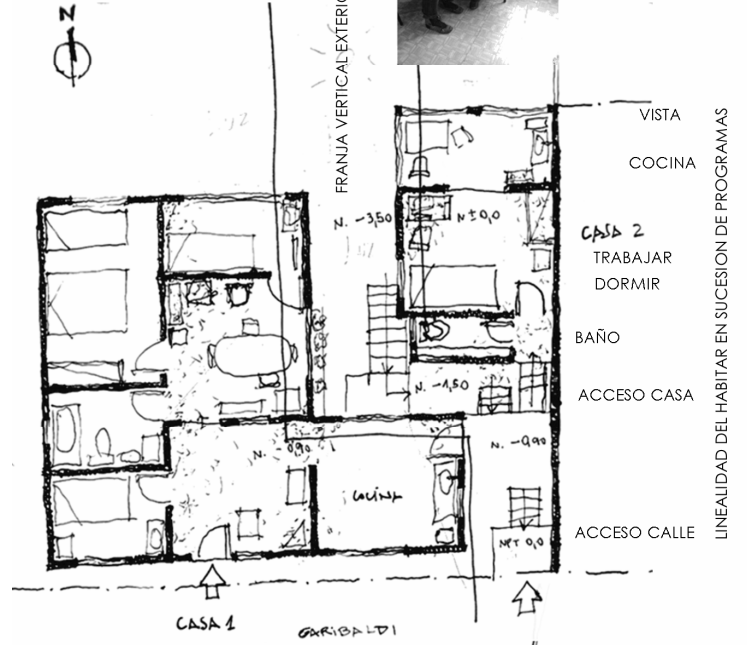 N
FRANJA VERTICAL EXTERIO
VISTA
COCINA
N. -3,50
N±0,0
CASA 2
TRABAJAR
DORMIR
BAÑO
N. -1,50
ACCESO CASA
N. -0,90
N. -0,90
COCINA
ACCESO CALLE
NPT 0,0
LINEALIDAD DEL HABITAR EN SUCESION DE PROGRAMAS
CASA 1
GARIBALDI